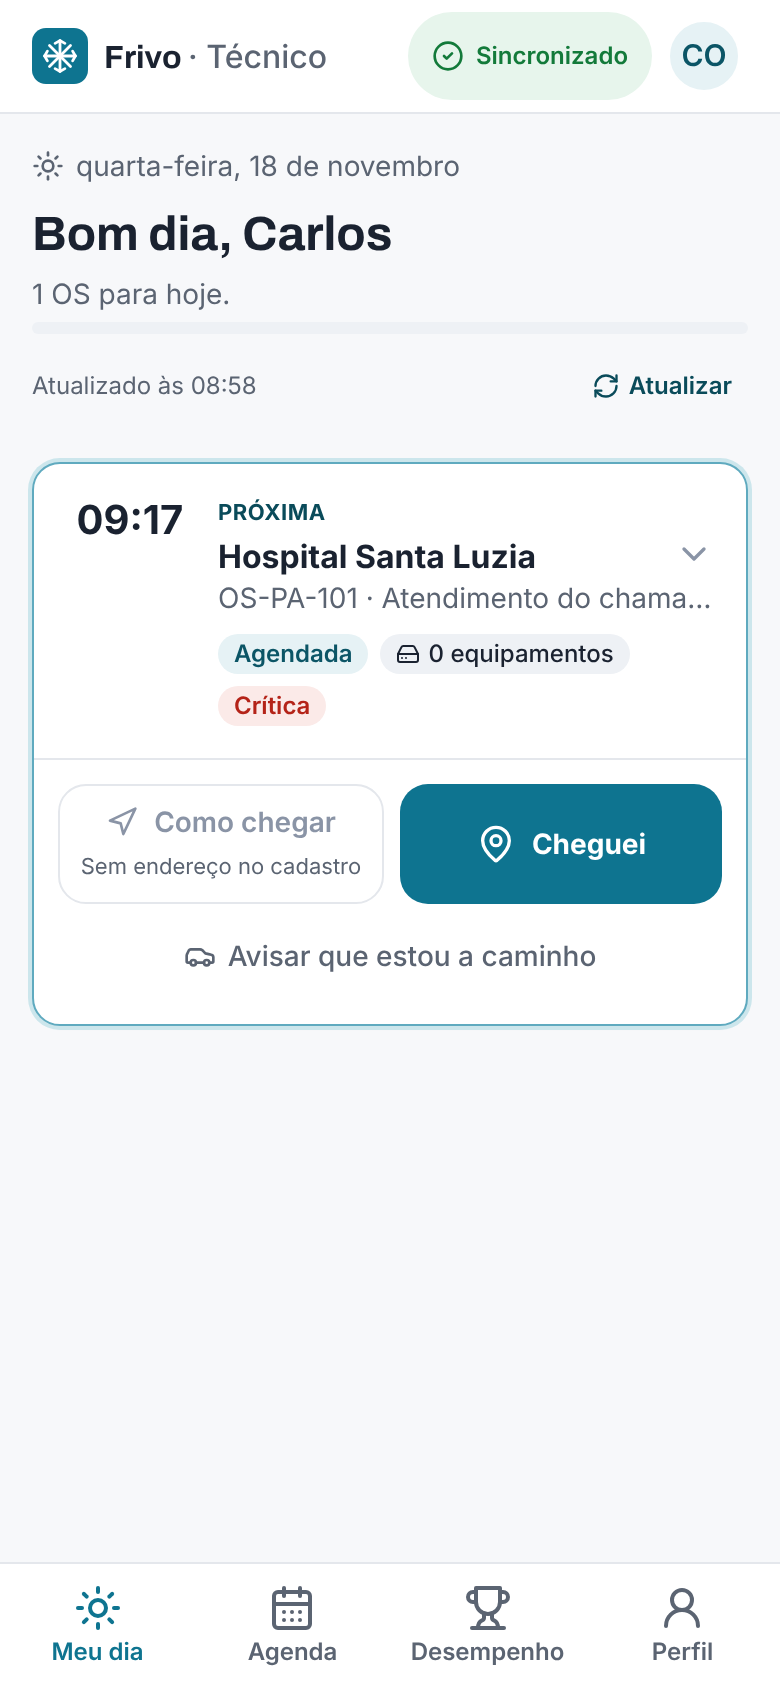 Frivo · Técnico
Sincronizado
CO
quarta-feira, 18 de novembro
Bom dia, Carlos
1 OS para hoje.
Atualizado às 08:58
Atualizar
09:17
PRÓXIMA
Hospital Santa Luzia
OS-PA-101 · Atendimento do chama...
Agendada
0 equipamentos
Crítica
Como chegar
Sem endereço no cadastro
Cheguei
Avisar que estou a caminho
Meu dia
Agenda
Desempenho
Perfil